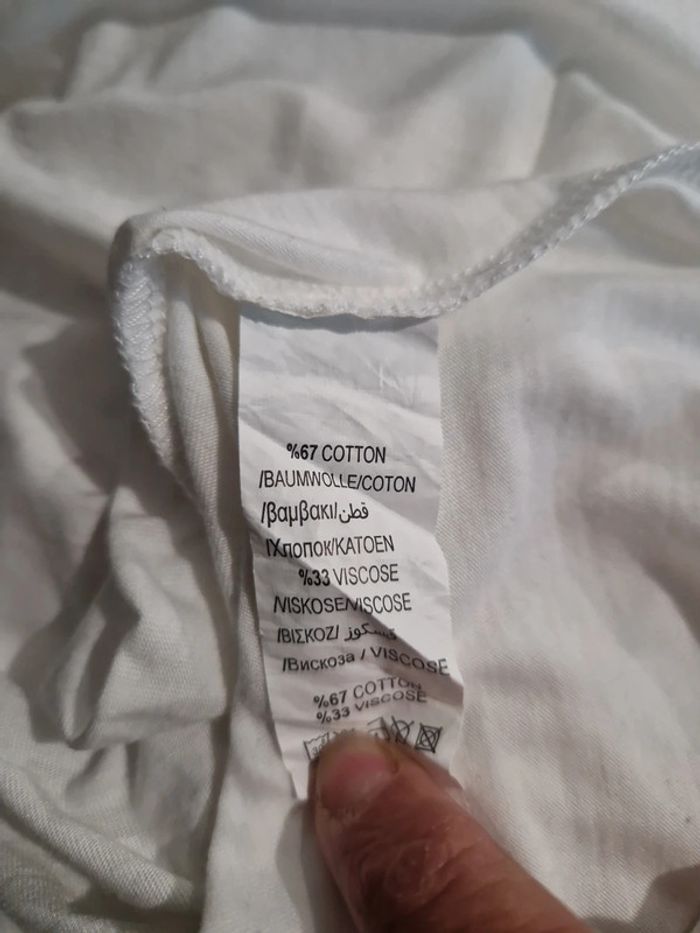 %67 COTTON
/BAUMWOLLE/COTON
/βαμβακι/قطن
/Хлопок/KATOEN
%33 VISCOSE
/VISKOSE/VISCOSE
/ΒΙΣΚΟΖ/ ڤيسكوز
/Вискоза / VISCOSE
%67 COTTON
%33 VISCOSE